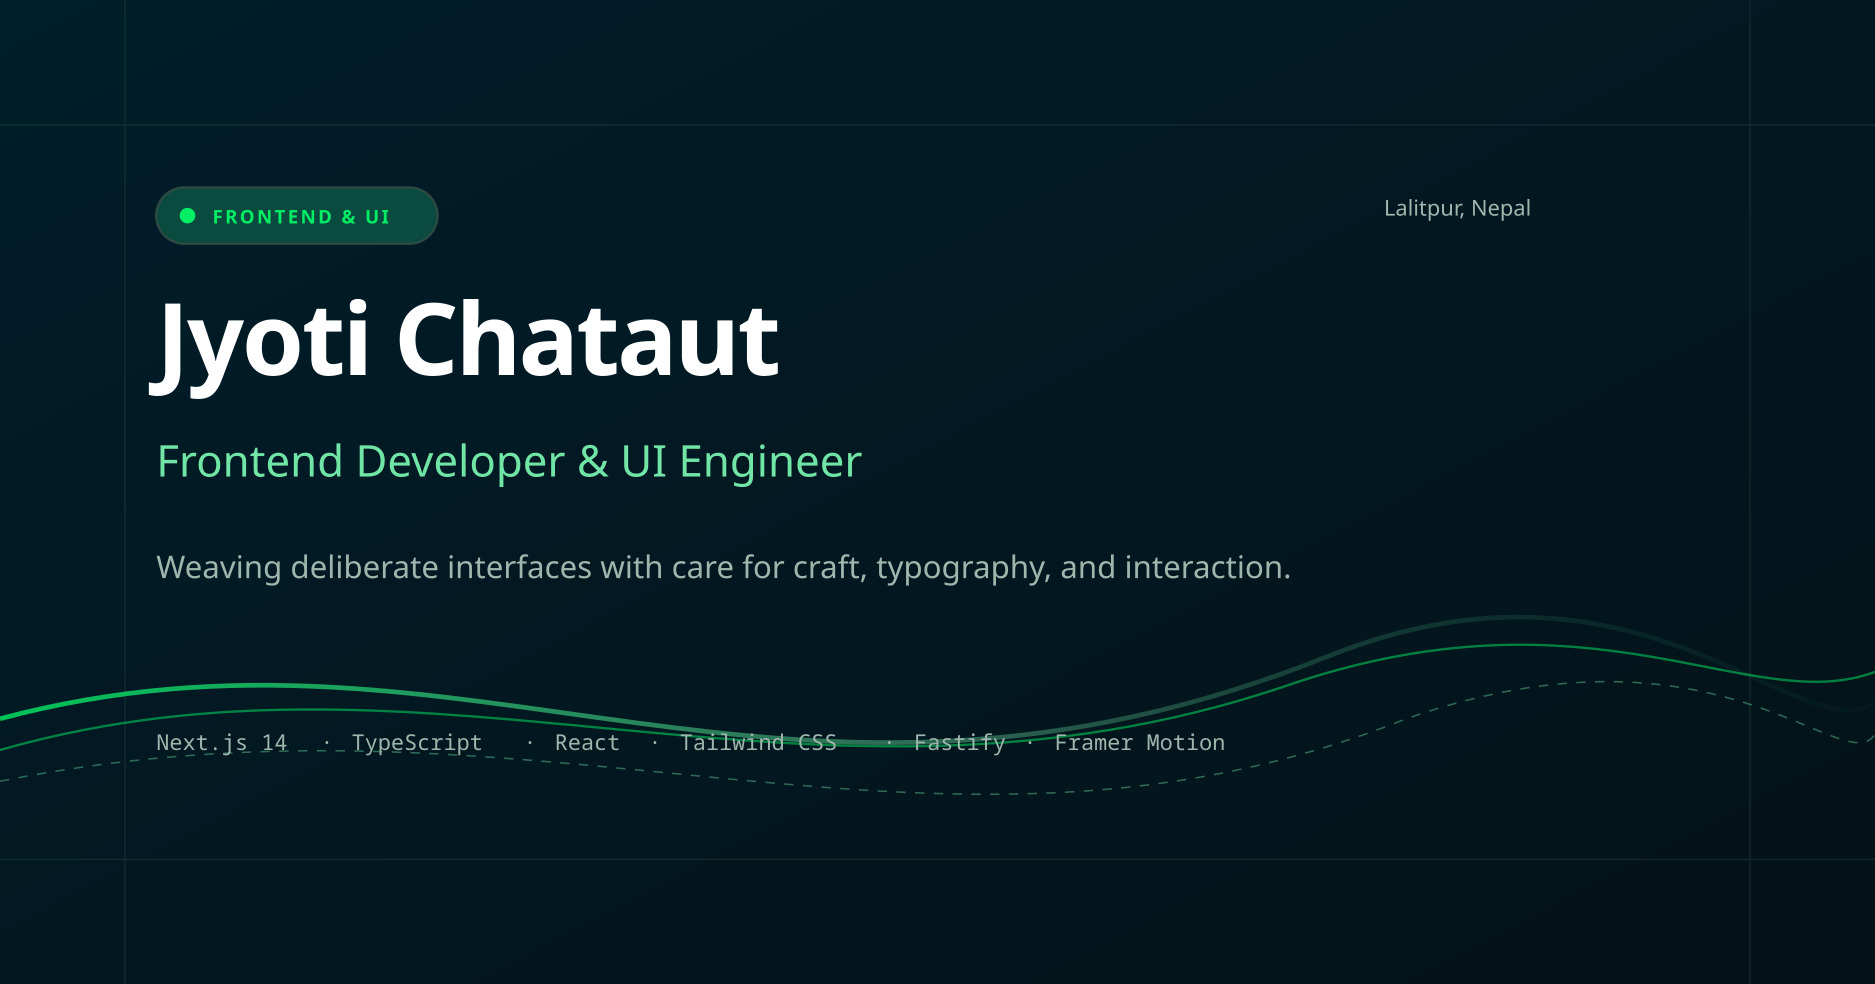 FRONTEND & UI
Lalitpur, Nepal
Jyoti Chataut
Frontend Developer & UI Engineer
Weaving deliberate interfaces with care for craft, typography, and interaction.
Next.js 14 · TypeScript · React · Tailwind CSS · Fastify · Framer Motion